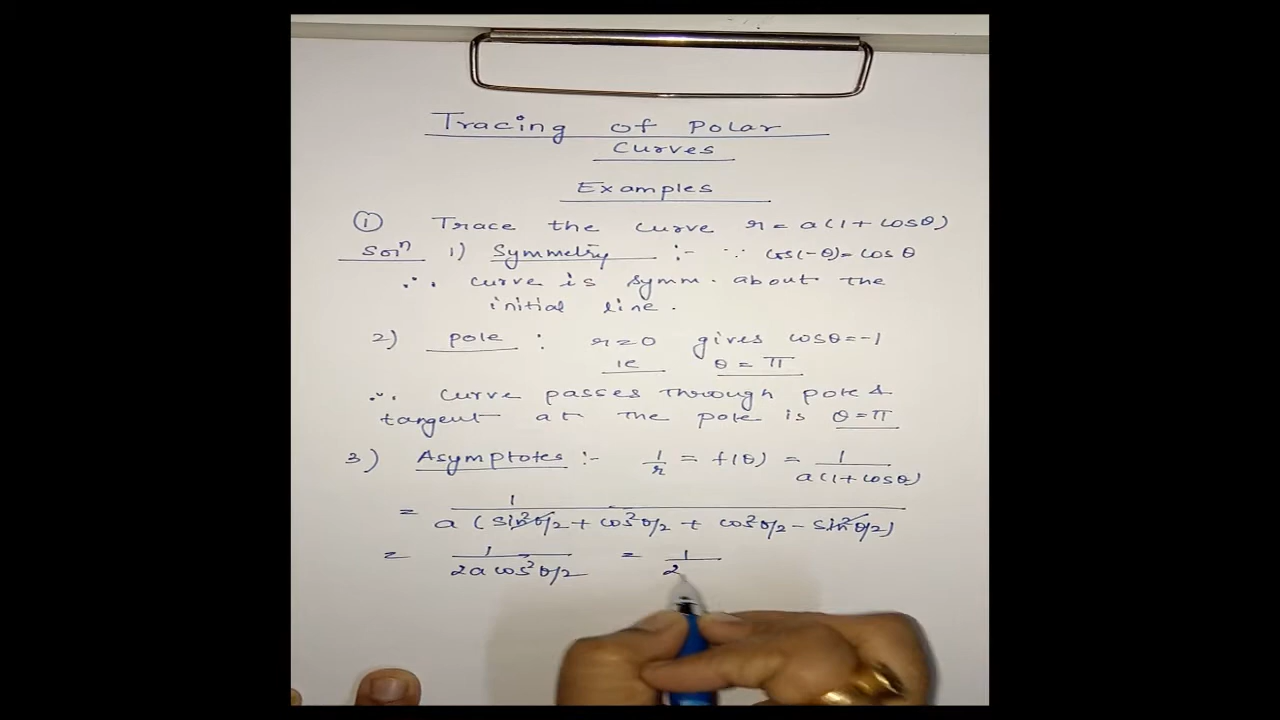 Tracing of Polar
Curves
Examples
① Trace the curve r = a(1 + cosθ)
Solⁿ 1) Symmetry :- ∵ cos(-θ) = cos θ
∴ curve is symm. about the
initial line.
2) pole : r = 0 gives cosθ = -1
ie θ = π
∴ curve passes through pole &
tangent at the pole is θ = π
3) Asymptotes :- 1/r = f(θ) = 1/a(1 + cosθ)
= 1/a(sin²θ/2 + cos²θ/2 + cos²θ/2 - sin²θ/2)
= 1/2a cos²θ/2 = 1/2